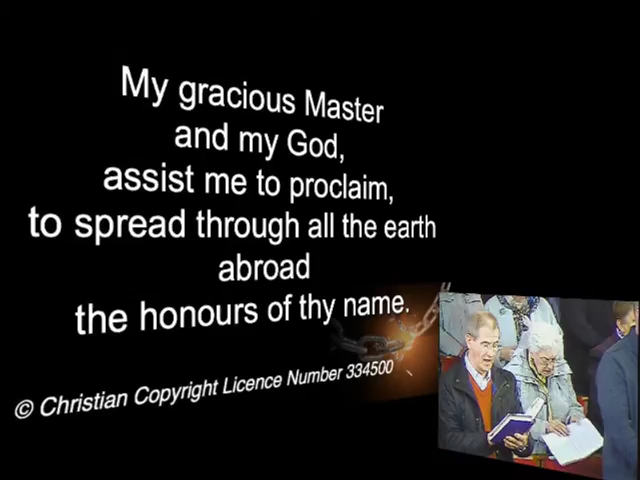 My gracious Master
and my God,
assist me to proclaim,
to spread through all the earth
abroad
the honours of thy name.
© Christian Copyright Licence Number 334500